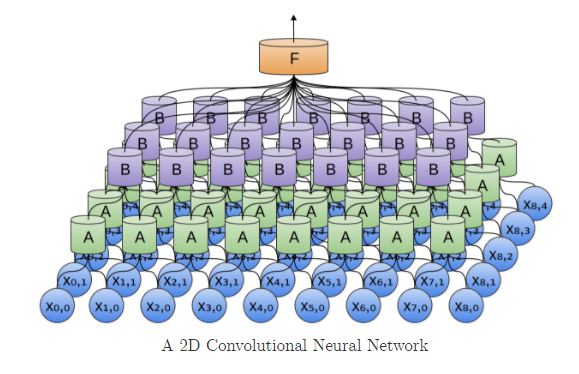 F
B B B B B B B
B B B B B B B
B B B B B B B
A
A
A A A A A A A A
A A A A A A A A
X8,4
X8,3
X8,2
X0,1 X1,1 X2,1 X3,1 X4,1 X5,1 X6,1 X7,1 X8,1
X0,0 X1,0 X2,0 X3,0 X4,0 X5,0 X6,0 X7,0 X8,0
A 2D Convolutional Neural Network